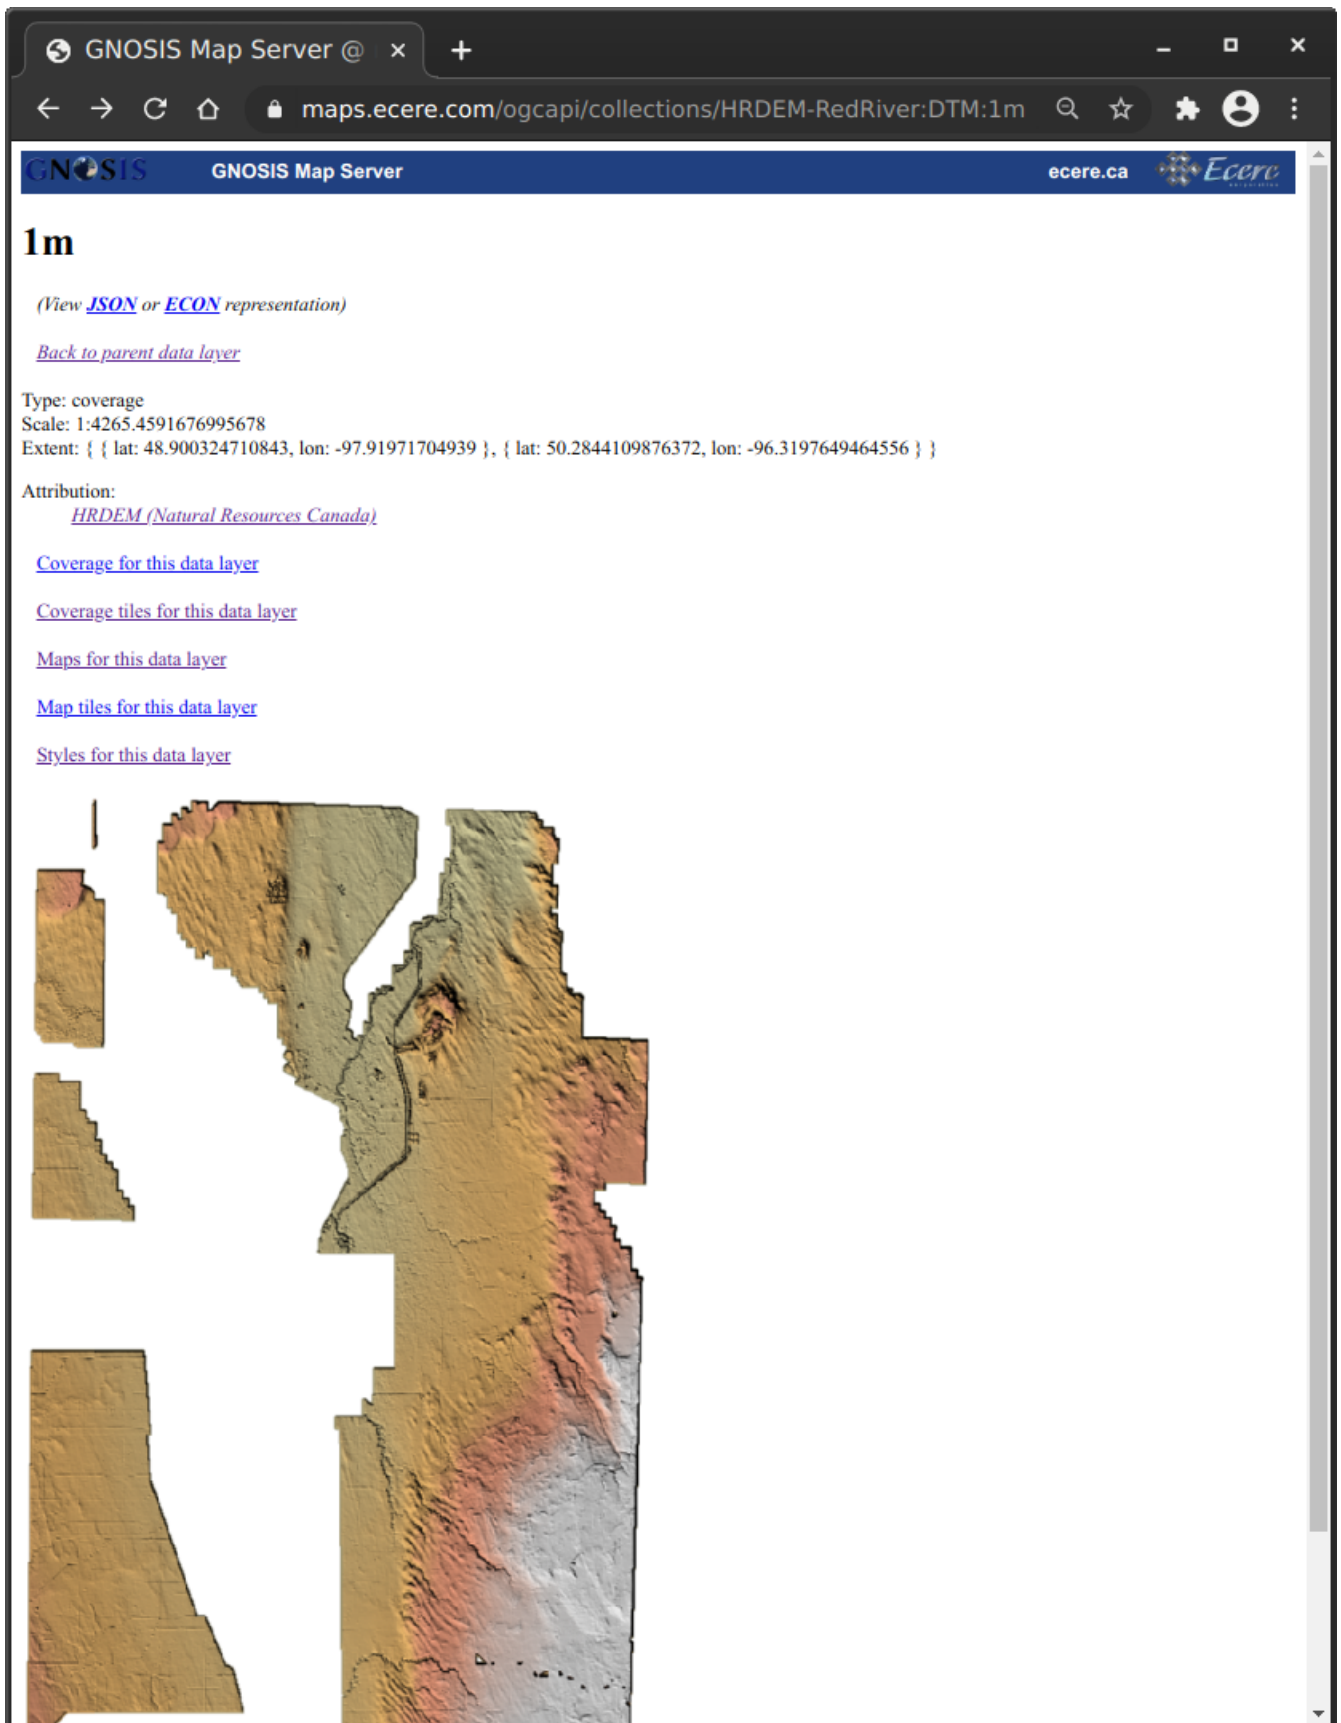 GNOSIS Map Server @
maps.ecere.com/ogcapi/collections/HRDEM-RedRiver:DTM:1m
GNOSIS GNOSIS Map Server ecere.ca Ecere
1m
(View JSON or ECON representation)
Back to parent data layer
Type: coverage
Scale: 1:4265.4591676995678
Extent: { { lat: 48.900324710843, lon: -97.91971704939 }, { lat: 50.2844109876372, lon: -96.3197649464556 } }
Attribution:
HRDEM (Natural Resources Canada)
Coverage for this data layer
Coverage tiles for this data layer
Maps for this data layer
Map tiles for this data layer
Styles for this data layer